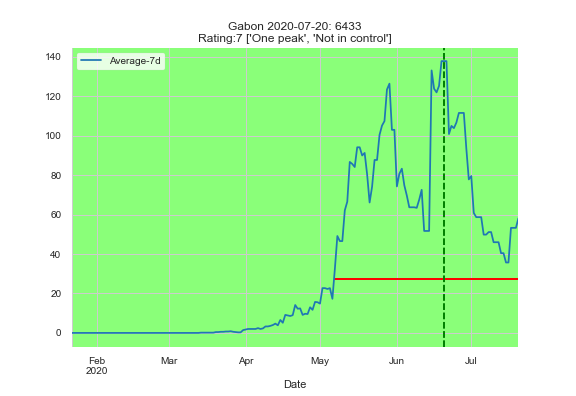 Gabon 2020-07-20: 6433
Rating:7 ['One peak', 'Not in control']
Average-7d
140
120
100
80
60
40
20
0
Feb
2020
Mar
Apr
May
Jun
Jul
Date